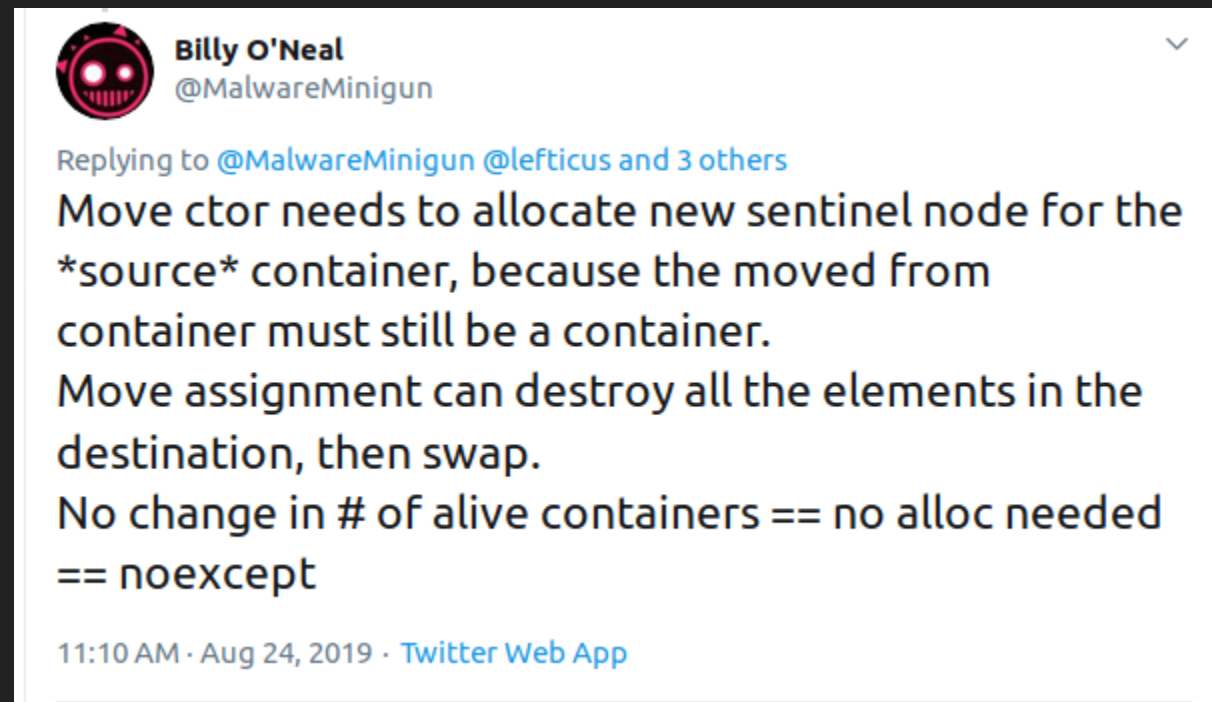 Billy O'Neal
@MalwareMinigun
Replying to @MalwareMinigun @lefticus and 3 others
Move ctor needs to allocate new sentinel node for the
*source* container, because the moved from
container must still be a container.
Move assignment can destroy all the elements in the
destination, then swap.
No change in # of alive containers == no alloc needed
== noexcept
11:10 AM · Aug 24, 2019 · Twitter Web App